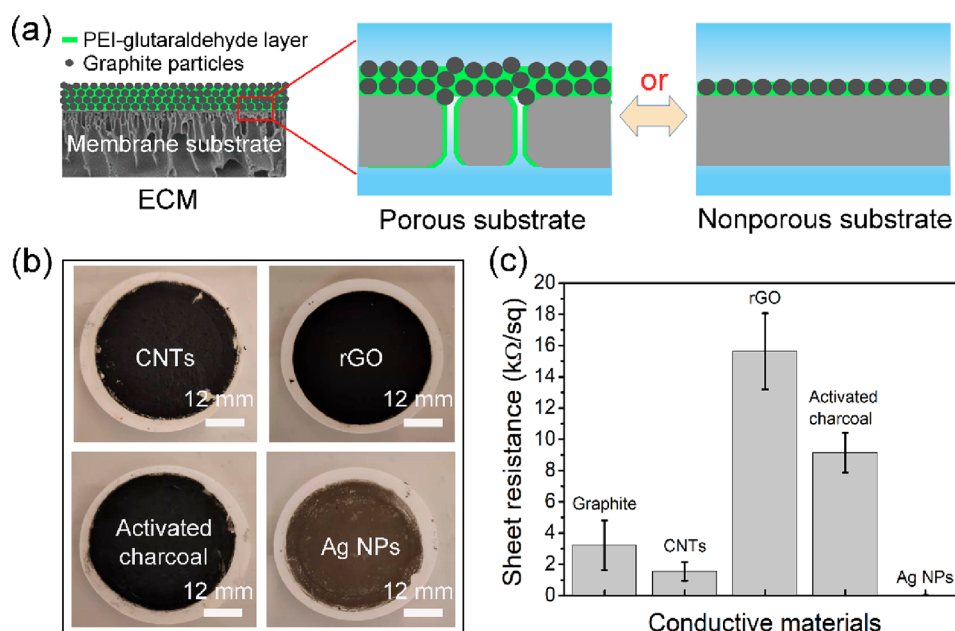 (a)
PEI-glutaraldehyde layer
Graphite particles
Membrane substrate
ECM
Porous substrate
or
Nonporous substrate
(b)
CNTs
12 mm
rGO
12 mm
Activated
charcoal
12 mm
Ag NPs
12 mm
(c)
Sheet resistance (kΩ/sq)
20
18
16
14
12
10
8
6
4
2
0
Graphite
CNTs
rGO
Activated
charcoal
Ag NPs
Conductive materials